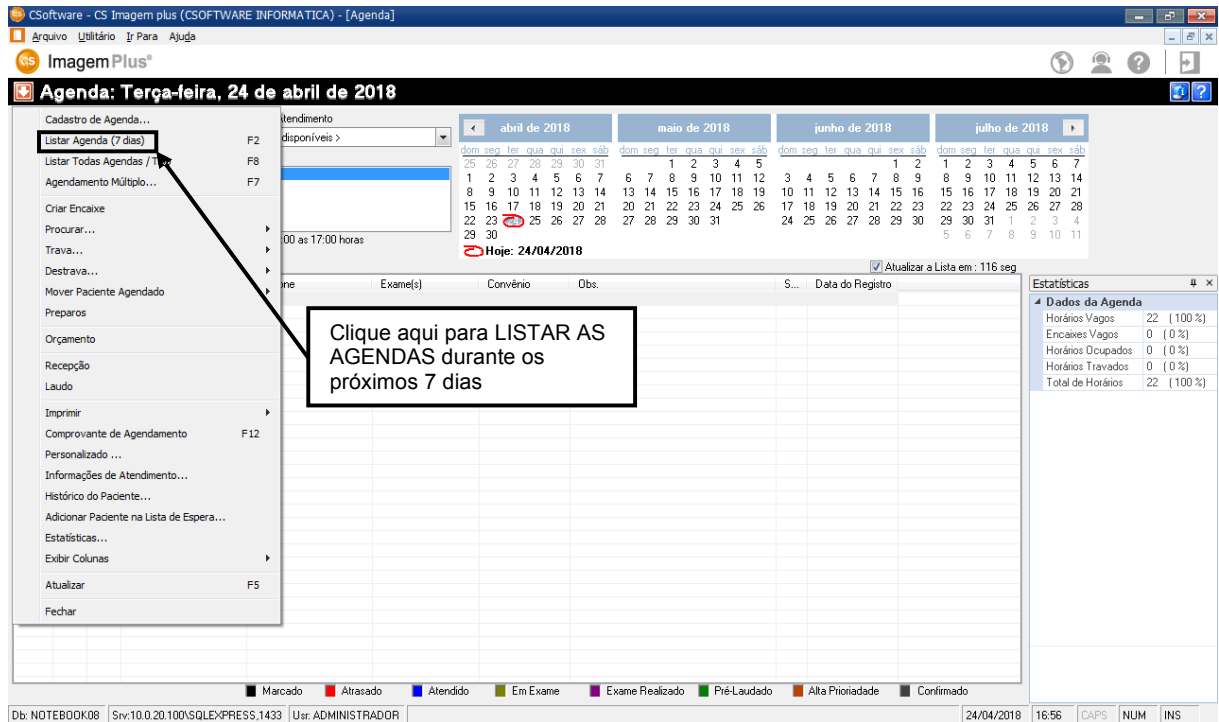 CSoftware - CS Imagem plus (CSOFTWARE INFORMATICA) - [Agenda]
Arquivo Utilitário Ir Para Ajuda
CS ImagemPlus®
Agenda: Terça-feira, 24 de abril de 2018
Cadastro de Agenda...
Listar Agenda (7 dias) F2
Listar Todas Agendas / F8
Agendamento Múltiplo... F7
Criar Encaixe
Procurar...
Trava...
Destrava...
Mover Paciente Agendado
Preparos
Orçamento
Recepção
Laudo
Imprimir
Comprovante de Agendamento F12
Personalizado ...
Informações de Atendimento...
Histórico do Paciente...
Adicionar Paciente na Lista de Espera...
Estatísticas...
Exibir Colunas
Atualizar F5
Fechar
tendimento
disponíveis >
:00 as 17:00 horas
abril de 2018
dom seg ter qua qui sex sáb
25 26 27 28 29 30 31
1 2 3 4 5 6 7
8 9 10 11 12 13 14
15 16 17 18 19 20 21
22 23 24 25 26 27 28
29 30
Hoje: 24/04/2018
maio de 2018
dom seg ter qua qui sex sáb
1 2 3 4 5
6 7 8 9 10 11 12
13 14 15 16 17 18 19
20 21 22 23 24 25 26
27 28 29 30 31
junho de 2018
dom seg ter qua qui sex sáb
1 2
3 4 5 6 7 8 9
10 11 12 13 14 15 16
17 18 19 20 21 22 23
24 25 26 27 28 29 30
julho de 2018
dom seg ter qua qui sex sáb
1 2 3 4 5 6 7
8 9 10 11 12 13 14
15 16 17 18 19 20 21
22 23 24 25 26 27 28
29 30 31 1 2 3 4
5 6 7 8 9 10 11
Atualizar a Lista em : 116 seg
one Exame(s) Convênio Obs. S... Data do Registro
Clique aqui para LISTAR AS
AGENDAS durante os
próximos 7 dias
Estatísticas
Dados da Agenda
Horários Vagos 22 (100 %)
Encaixes Vagos 0 (0 %)
Horários Ocupados 0 (0 %)
Horários Travados 0 (0 %)
Total de Horários 22 (100 %)
Marcado Atrasado Atendido Em Exame Exame Realizado Pré-Laudado Alta Prioriadade Confirmado
Db: NOTEBOOK08 Srv:10.0.20.100\SQLEXPRESS,1433 Usr: ADMINISTRADOR 24/04/2018 16:56 CAPS NUM INS